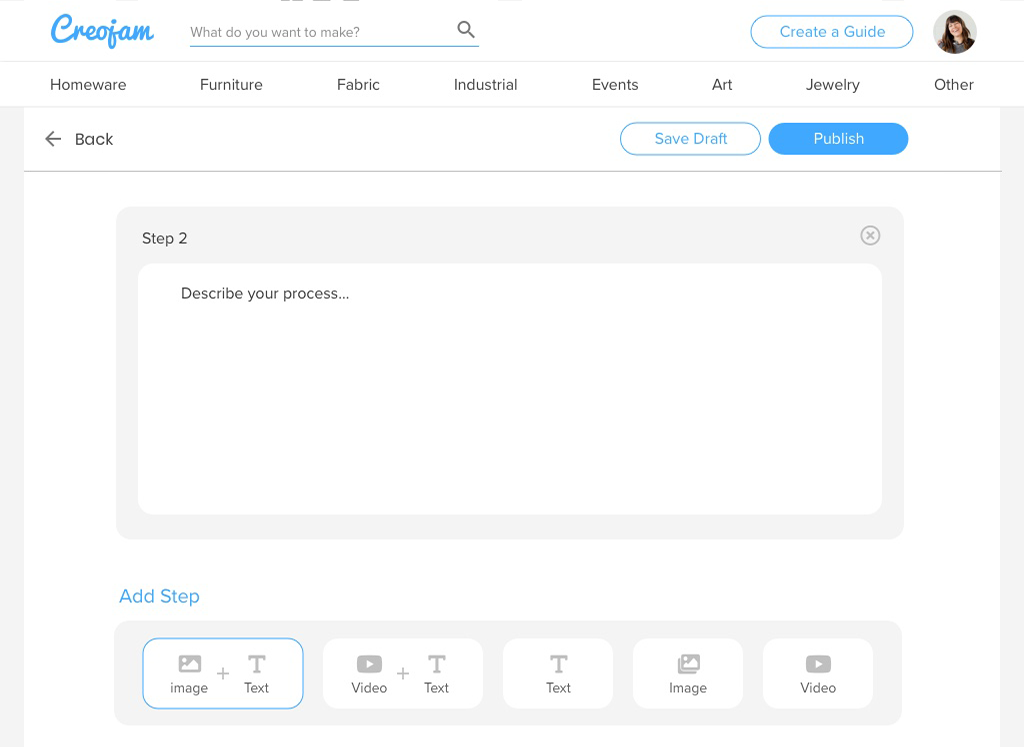 Creojam
What do you want to make?
Create a Guide
Homeware Furniture Fabric Industrial Events Art Jewelry Other
Back
Save Draft
Publish
Step 2
Describe your process...
Add Step
image + Text
Video + Text
Text
Image
Video